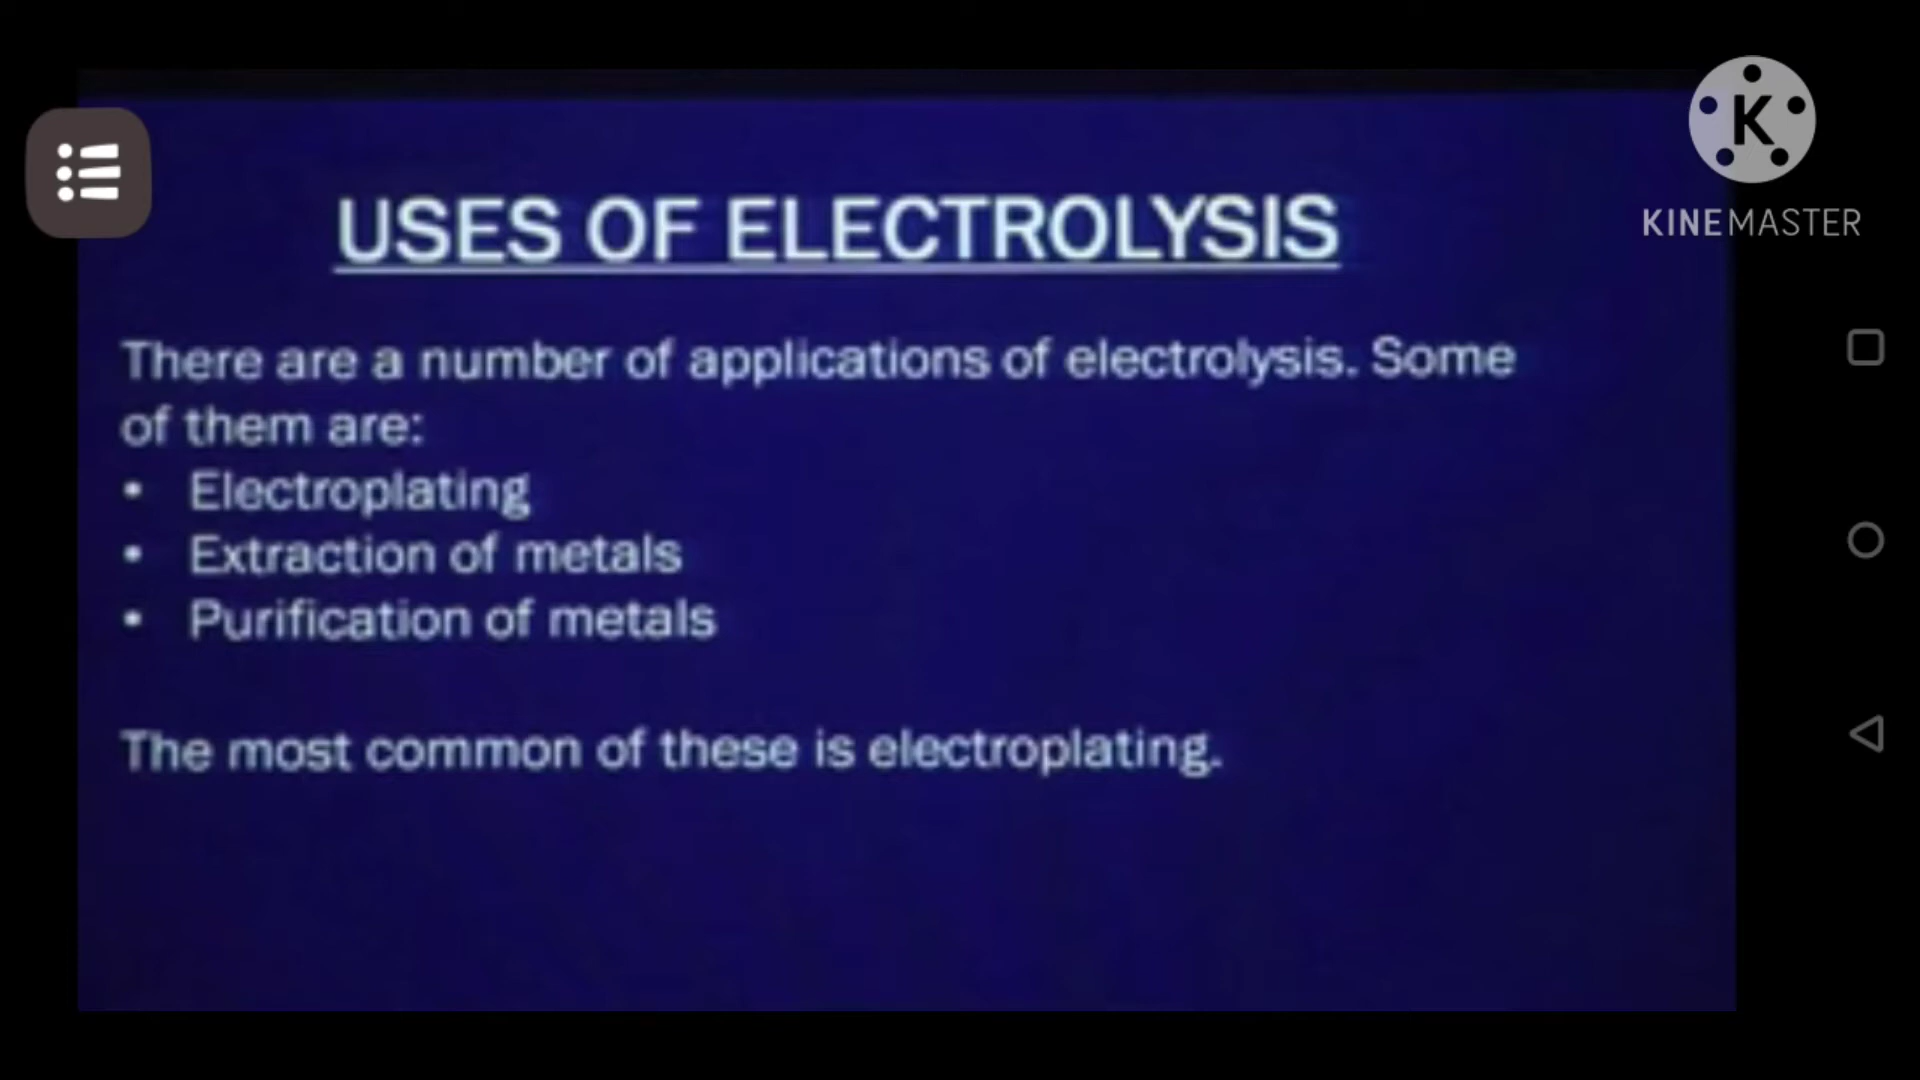 K
KINEMASTER
USES OF ELECTROLYSIS
There are a number of applications of electrolysis. Some
of them are:
• Electroplating
• Extraction of metals
• Purification of metals
The most common of these is electroplating.